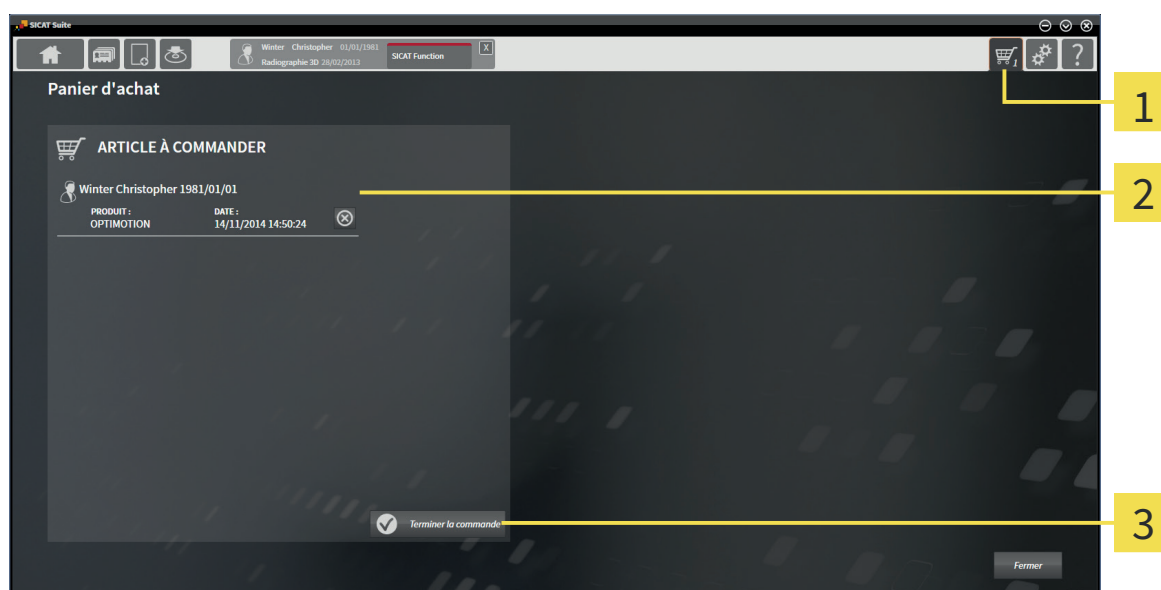 SICAT Suite
Winter Christopher 01/01/1981
Radiographie 3D 28/02/2013
SICAT Function
X
1
?
Panier d'achat
1
ARTICLE À COMMANDER
Winter Christopher 1981/01/01
2
PRODUIT : DATE :
OPTIMOTION 14/11/2014 14:50:24
Terminer la commande
3
Fermer